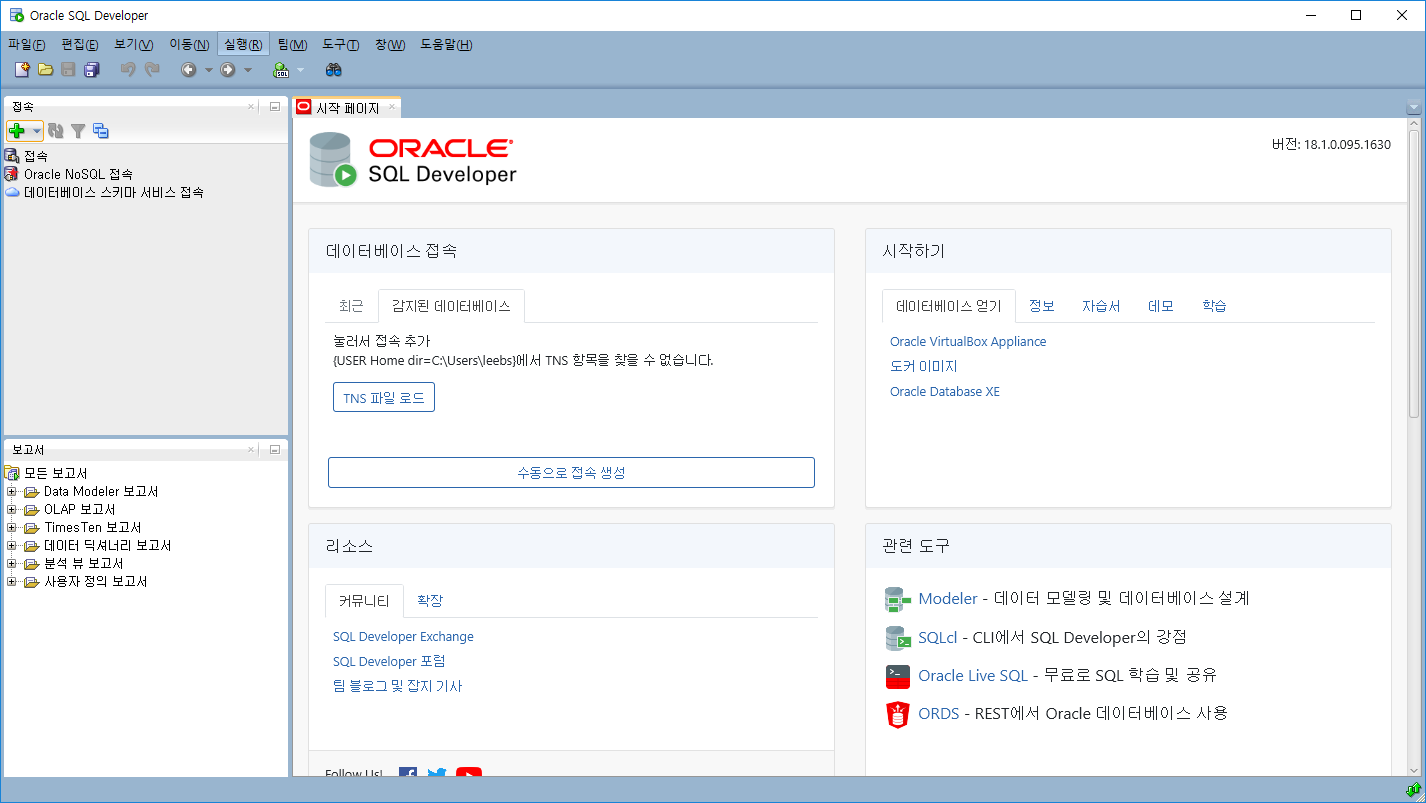 Oracle SQL Developer
파일(F) 편집(E) 보기(V) 이동(N) 실행(R) 팀(M) 도구(T) 창(W) 도움말(H)
SQL
접속
접속
Oracle NoSQL 접속
데이터베이스 스키마 서비스 접속
보고서
모든 보고서
Data Modeler 보고서
OLAP 보고서
TimesTen 보고서
데이터 딕셔너리 보고서
분석 뷰 보고서
사용자 정의 보고서
시작 페이지
ORACLE
SQL Developer
버전: 18.1.0.095.1630
데이터베이스 접속
최근 감지된 데이터베이스
눌러서 접속 추가
{USER Home dir=C:\Users\leebs}에서 TNS 항목을 찾을 수 없습니다.
TNS 파일 로드
수동으로 접속 생성
시작하기
데이터베이스 얻기 정보 자습서 데모 학습
Oracle VirtualBox Appliance
도커 이미지
Oracle Database XE
리소스
커뮤니티 확장
SQL Developer Exchange
SQL Developer 포럼
팀 블로그 및 잡지 기사
Follow Us!
관련 도구
Modeler - 데이터 모델링 및 데이터베이스 설계
SQLcl - CLI에서 SQL Developer의 강점
Oracle Live SQL - 무료로 SQL 학습 및 공유
ORDS - REST에서 Oracle 데이터베이스 사용